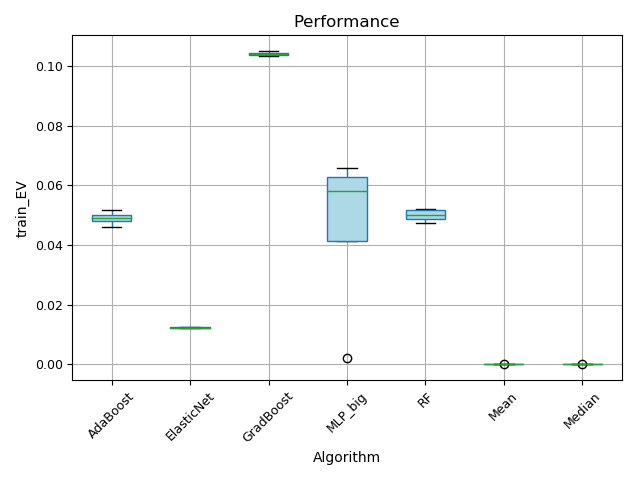 Performance
train_EV
0.10
0.08
0.06
0.04
0.02
0.00
AdaBoost
ElasticNet
GradBoost
MLP_big
RF
Mean
Median
Algorithm